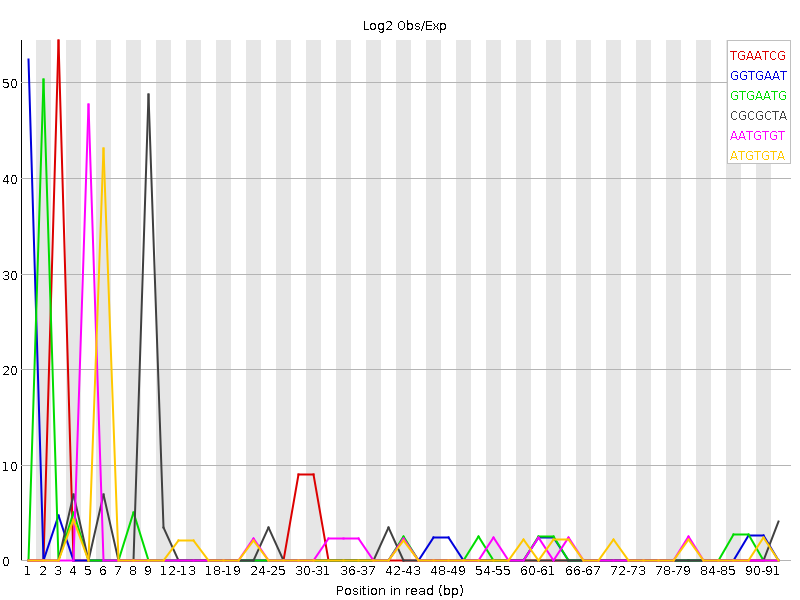 Log2 Obs/Exp
TGAATCG
GGTGAAT
GTGAATG
CGCGCTA
AATGTGT
ATGTGTA
50
40
30
20
10
0
1 2 3 4 5 6 7 8 9 12-13 18-19 24-25 30-31 36-37 42-43 48-49 54-55 60-61 66-67 72-73 78-79 84-85 90-91
Position in read (bp)